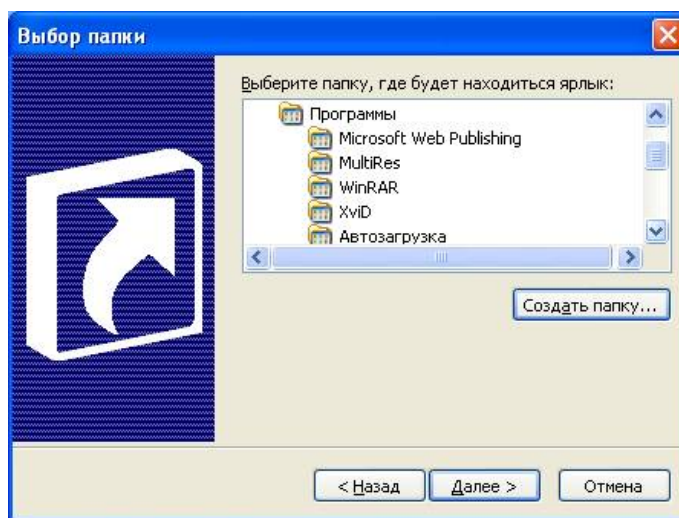 Выбор папки
Выберите папку, где будет находиться ярлык:
Программы
Microsoft Web Publishing
MultiRes
WinRAR
XviD
Автозагрузка
Создать папку...
< Назад
Далее >
Отмена